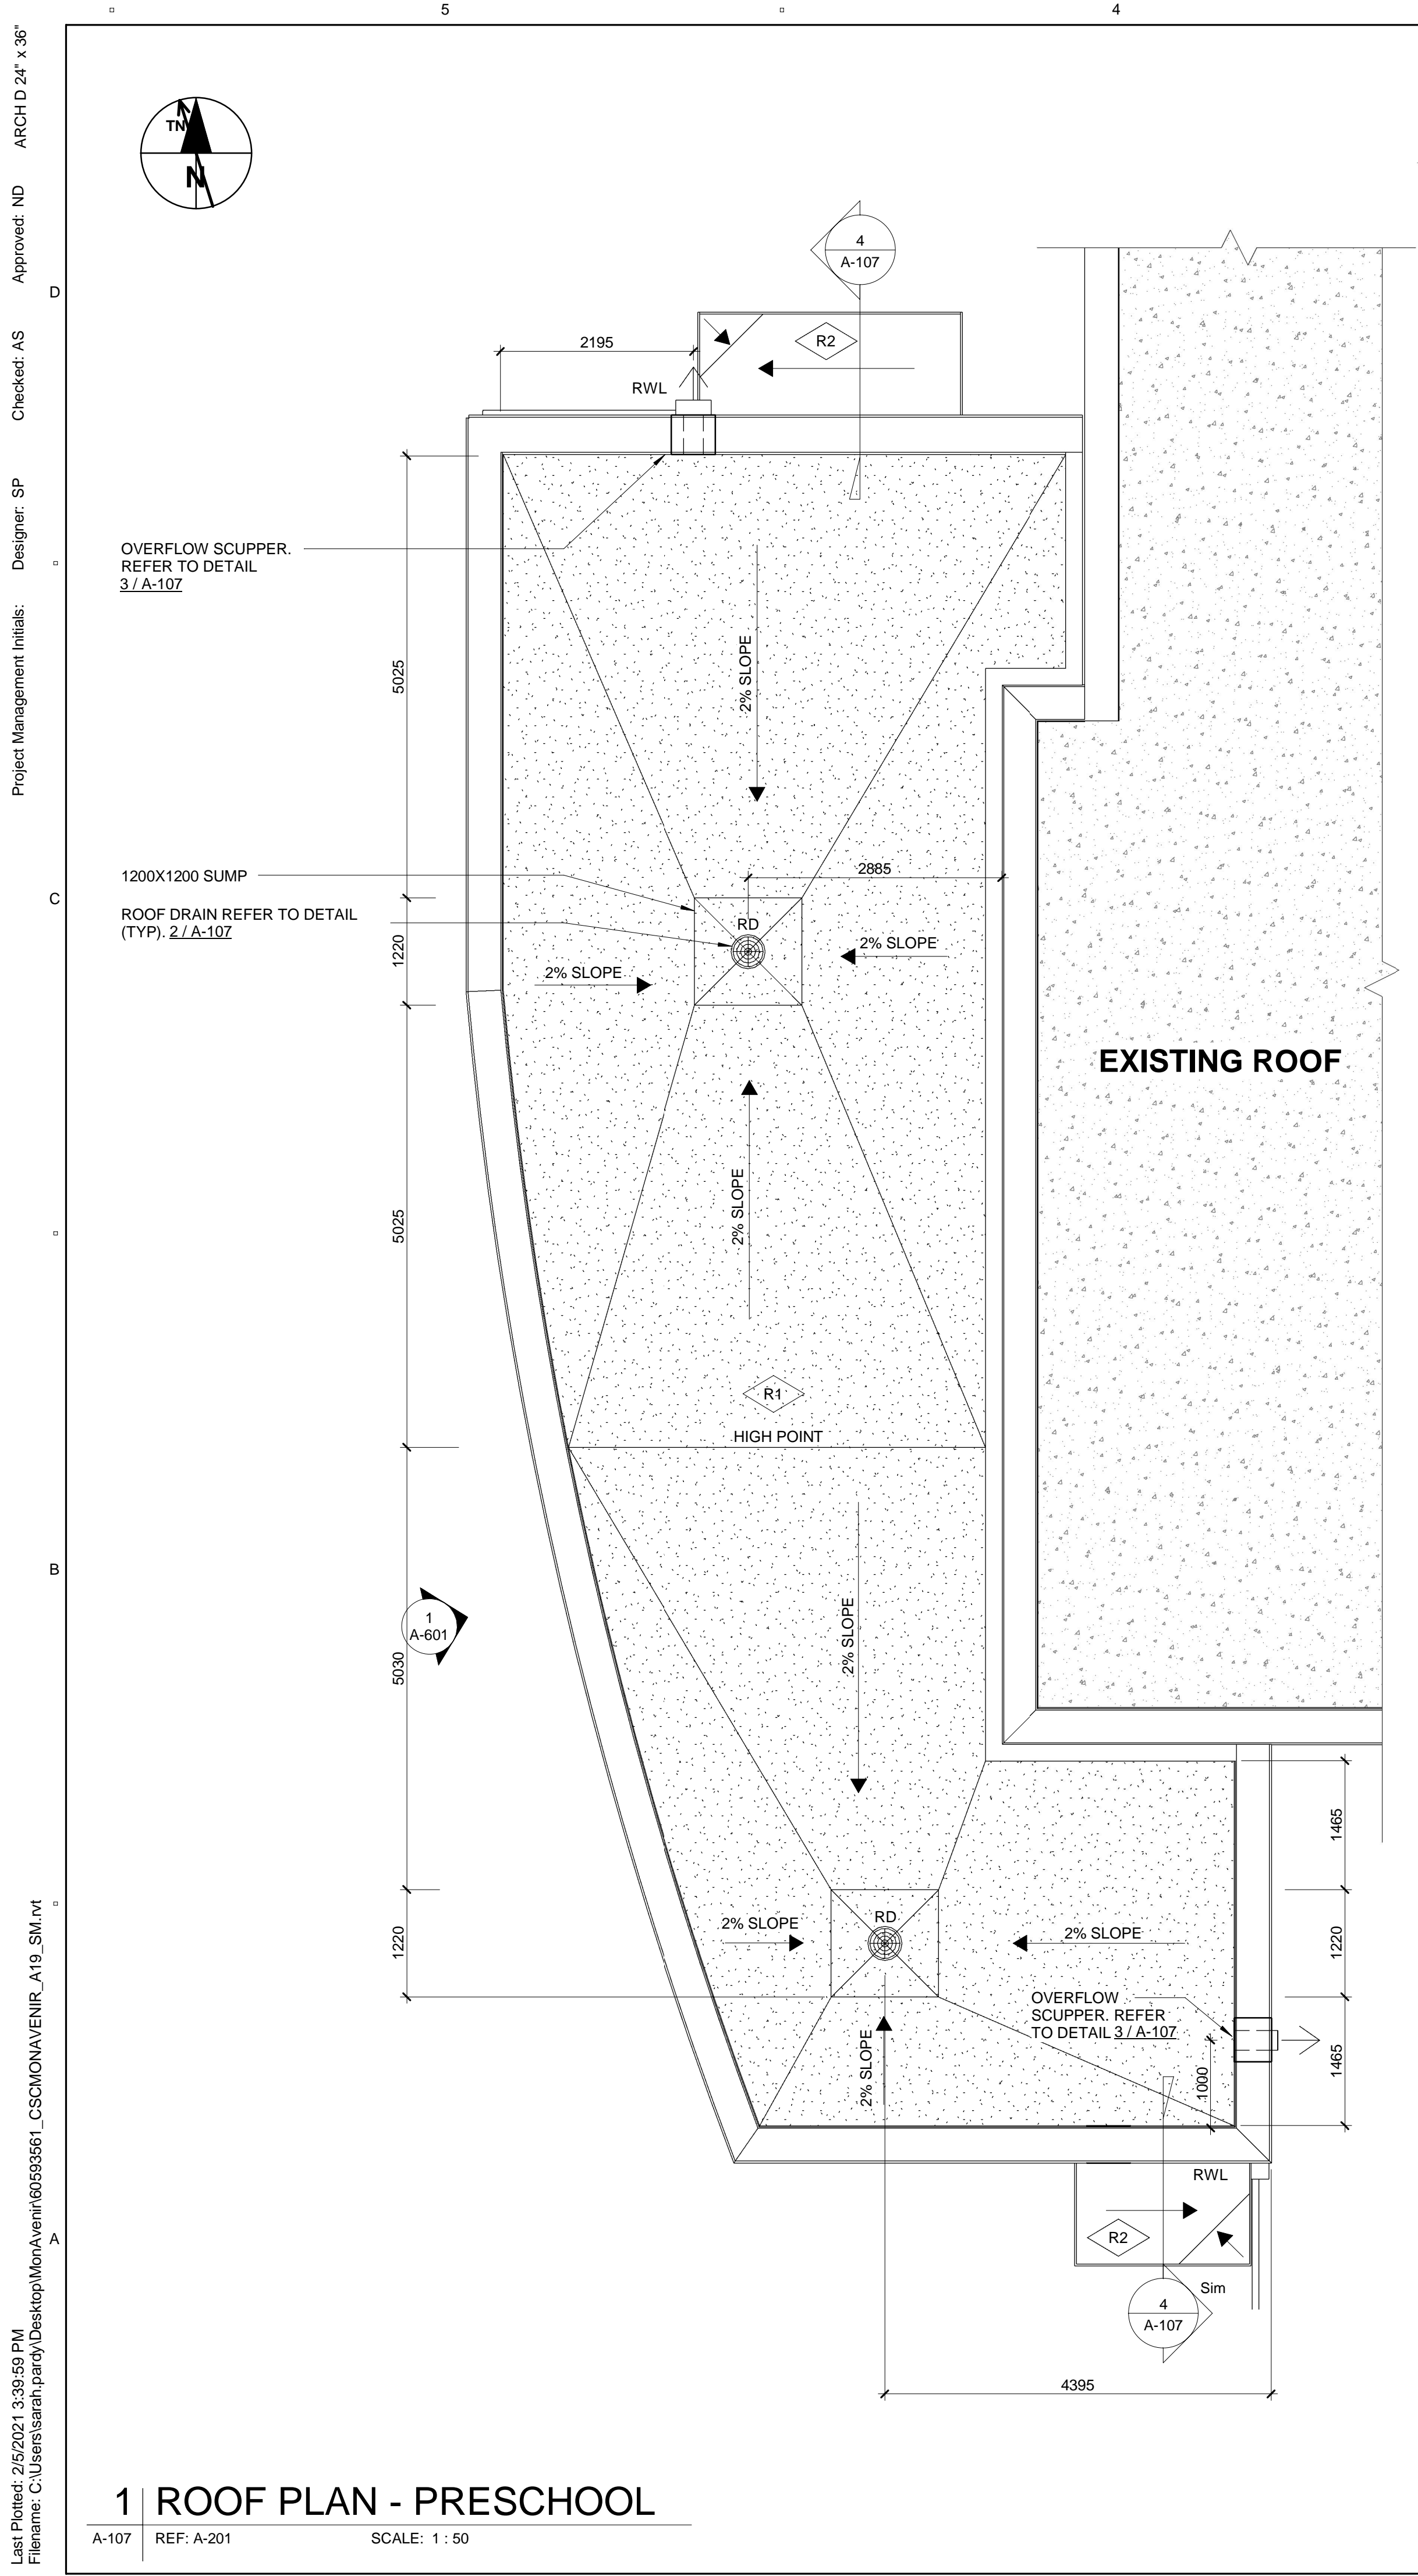 5
4
ARCH D 24" x 36"
Approved: ND
Checked: AS
Designer: SP
Project Management Initials:
Last Plotted: 2/5/2021 3:39:59 PM
Filename: C:\Users\sarah.pardy\Desktop\MonAvenir\60593561_CSCMONAVENIR_A19_SM.rvt
D
C
B
A
TN
N
4
A-107
R2
2195
RWL
OVERFLOW SCUPPER.
REFER TO DETAIL
3 / A-107
5025
2% SLOPE
1200X1200 SUMP
ROOF DRAIN REFER TO DETAIL
(TYP). 2 / A-107
2885
RD
1220
2% SLOPE
2% SLOPE
EXISTING ROOF
5025
2% SLOPE
R1
HIGH POINT
1
A-601
5030
2% SLOPE
1465
RD
2% SLOPE
2% SLOPE
1220
1220
OVERFLOW
SCUPPER. REFER
TO DETAIL 3 / A-107
2% SLOPE
1000
1465
RWL
R2
Sim
4
A-107
4395
1
ROOF PLAN - PRESCHOOL
A-107
REF: A-201
SCALE: 1 : 50